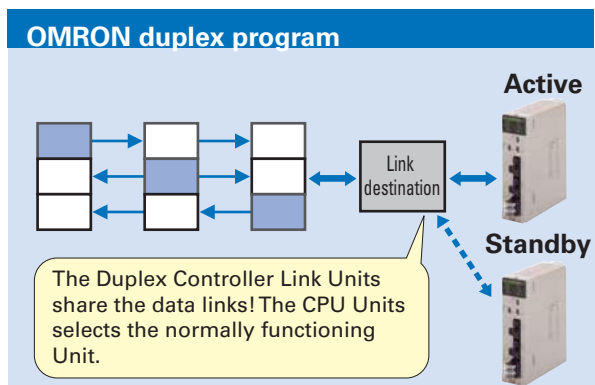 OMRON duplex program
Active
Link
destination
Standby
The Duplex Controller Link Units
share the data links! The CPU Units
selects the normally functioning
Unit.